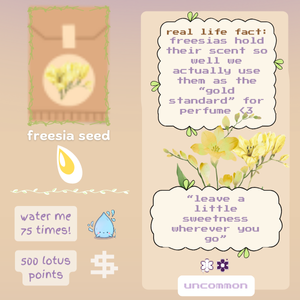 freesia seed
water me
75 times!
500 lotus
points
real life fact:
freesias hold
their scent so
well we
actually use
them as the
"gold
standard" for
perfume <3
"leave a
little
sweetness
wherever you
go"
uncommon